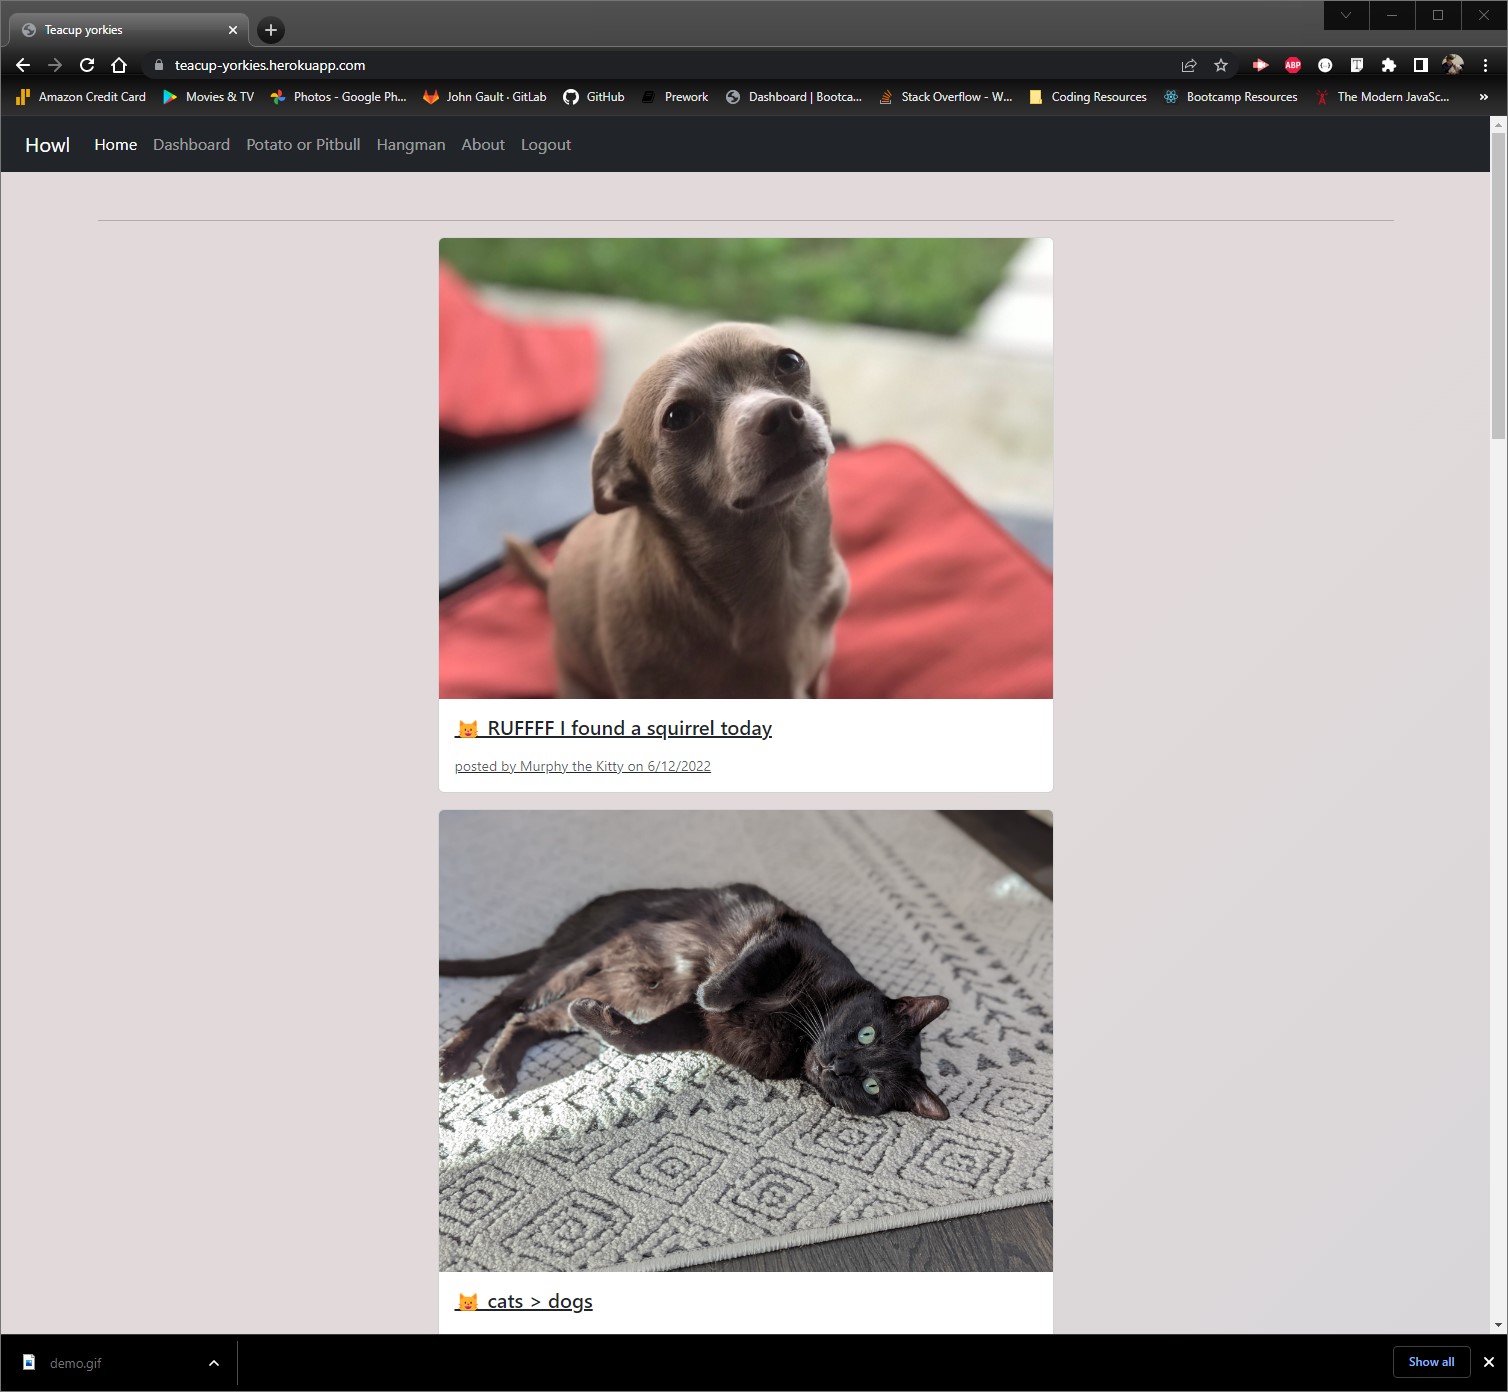 Teacup yorkies
teacup-yorkies.herokuapp.com
ABP
Amazon Credit Card Movies & TV Photos - Google Ph... John Gault · GitLab GitHub Prework Dashboard | Bootca... Stack Overflow - W... Coding Resources Bootcamp Resources The Modern JavaSc... »
Howl Home Dashboard Potato or Pitbull Hangman About Logout
RUFFFF I found a squirrel today
posted by Murphy the Kitty on 6/12/2022
cats > dogs
demo.gif Show all